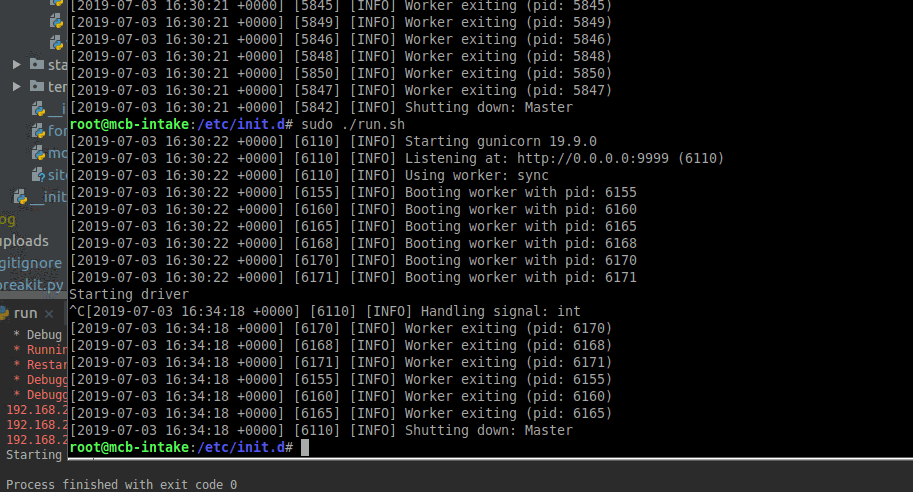 [2019-07-03 16:30:21 +0000] [5845] [INFO] Worker exiting (pid: 5845)
[2019-07-03 16:30:21 +0000] [5849] [INFO] Worker exiting (pid: 5849)
[2019-07-03 16:30:21 +0000] [5846] [INFO] Worker exiting (pid: 5846)
[2019-07-03 16:30:21 +0000] [5848] [INFO] Worker exiting (pid: 5848)
[2019-07-03 16:30:21 +0000] [5850] [INFO] Worker exiting (pid: 5850)
[2019-07-03 16:30:21 +0000] [5847] [INFO] Worker exiting (pid: 5847)
[2019-07-03 16:30:21 +0000] [5842] [INFO] Shutting down: Master
root@mcb-intake:/etc/init.d# sudo ./run.sh
[2019-07-03 16:30:22 +0000] [6110] [INFO] Starting gunicorn 19.9.0
[2019-07-03 16:30:22 +0000] [6110] [INFO] Listening at: http://0.0.0.0:9999 (6110)
[2019-07-03 16:30:22 +0000] [6110] [INFO] Using worker: sync
[2019-07-03 16:30:22 +0000] [6155] [INFO] Booting worker with pid: 6155
[2019-07-03 16:30:22 +0000] [6160] [INFO] Booting worker with pid: 6160
[2019-07-03 16:30:22 +0000] [6165] [INFO] Booting worker with pid: 6165
[2019-07-03 16:30:22 +0000] [6168] [INFO] Booting worker with pid: 6168
[2019-07-03 16:30:22 +0000] [6170] [INFO] Booting worker with pid: 6170
[2019-07-03 16:30:22 +0000] [6171] [INFO] Booting worker with pid: 6171
Starting driver
^C[2019-07-03 16:34:18 +0000] [6110] [INFO] Handling signal: int
[2019-07-03 16:34:18 +0000] [6170] [INFO] Worker exiting (pid: 6170)
[2019-07-03 16:34:18 +0000] [6168] [INFO] Worker exiting (pid: 6168)
[2019-07-03 16:34:18 +0000] [6171] [INFO] Worker exiting (pid: 6171)
[2019-07-03 16:34:18 +0000] [6155] [INFO] Worker exiting (pid: 6155)
[2019-07-03 16:34:18 +0000] [6160] [INFO] Worker exiting (pid: 6160)
[2019-07-03 16:34:18 +0000] [6165] [INFO] Worker exiting (pid: 6165)
[2019-07-03 16:34:18 +0000] [6110] [INFO] Shutting down: Master
root@mcb-intake:/etc/init.d#
sta
ter
__i
for
mo
site
__init
og
uploads
gitignore
oreakit.py
run
* Debug
* Runnin
* Restar
* Debugg
* Debugg
192.168.2
192.168.2
192.168.2
Starting
Process finished with exit code 0